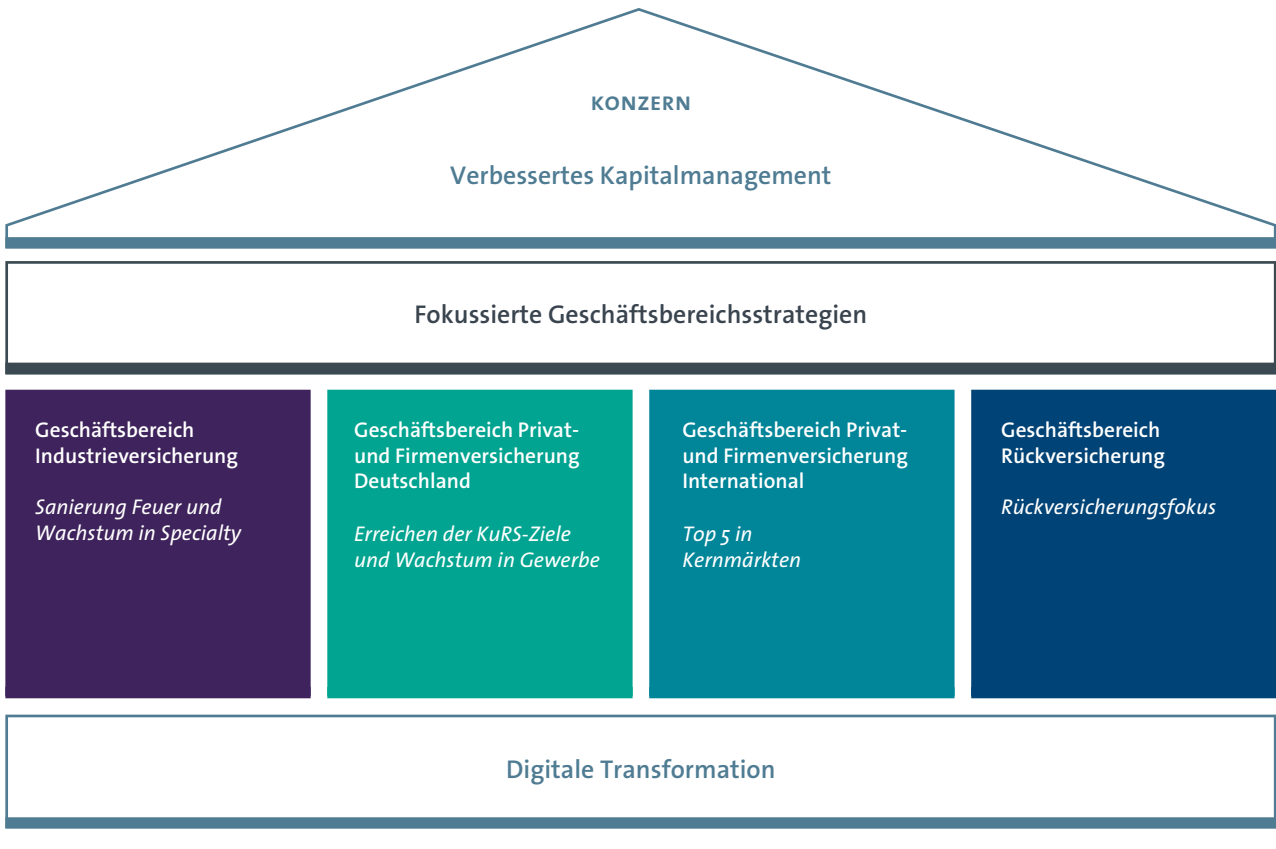 KONZERN
Verbessertes Kapitalmanagement
Fokussierte Geschäftsbereichsstrategien
Geschäftsbereich
Industrieversicherung
Sanierung Feuer und
Wachstum in Specialty
Geschäftsbereich Privat-
und Firmenversicherung
Deutschland
Erreichen der KuRS-Ziele
und Wachstum in Gewerbe
Geschäftsbereich Privat-
und Firmenversicherung
International
Top 5 in
Kernmärkten
Geschäftsbereich
Rückversicherung
Rückversicherungsfokus
Digitale Transformation